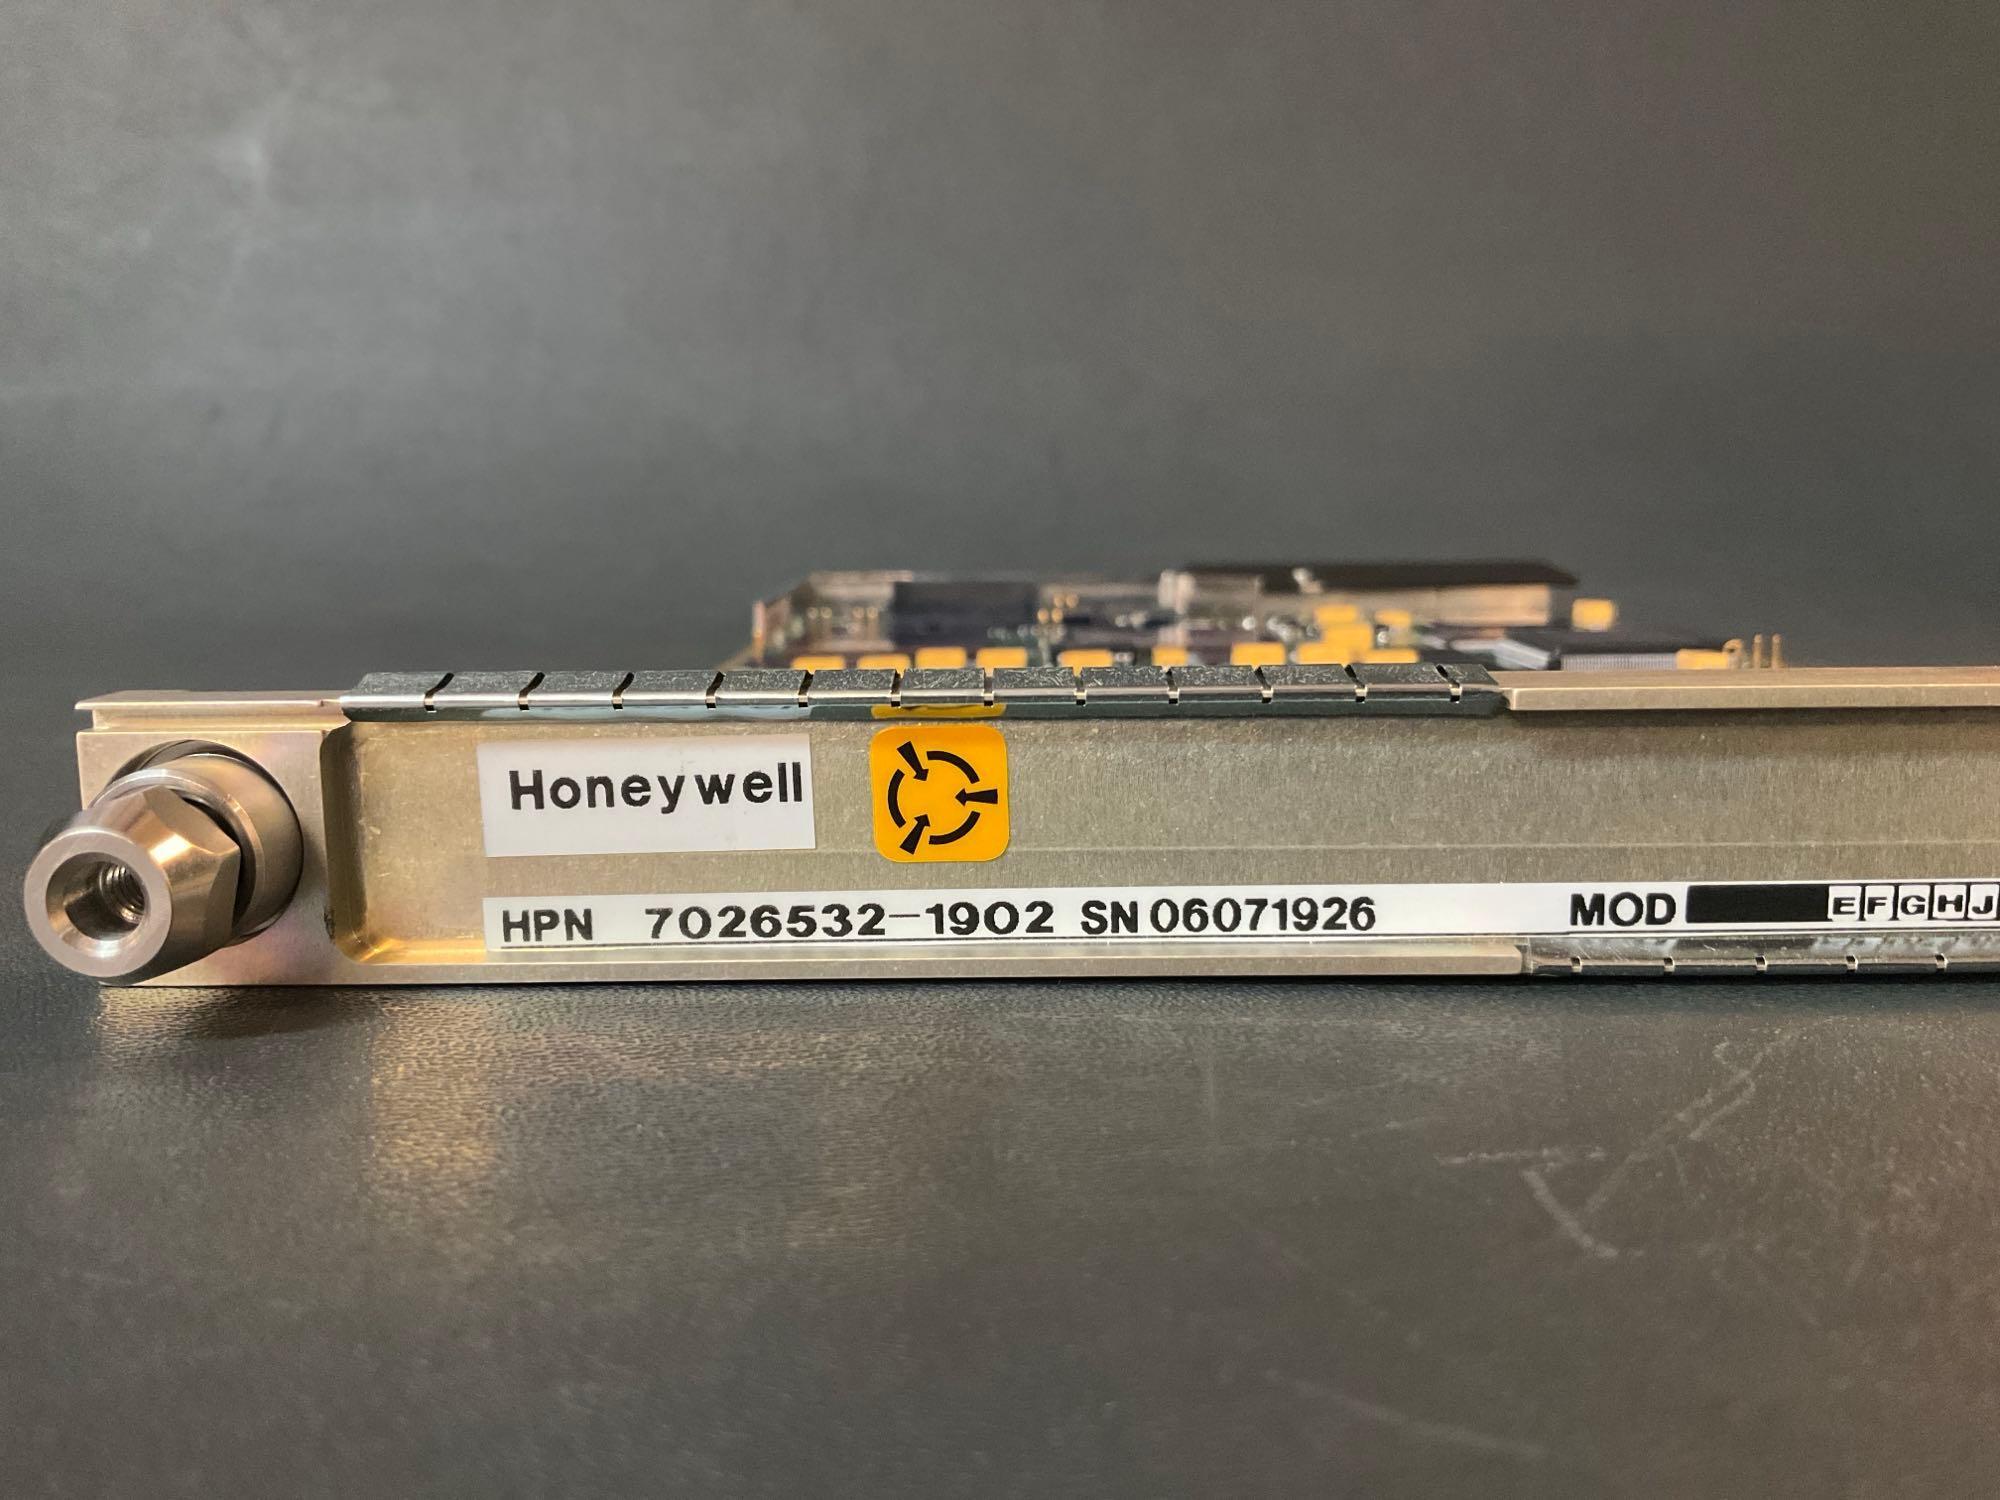 Honeywell
HPN 7026532-1902 SN 06071926 MOD EFGHJ